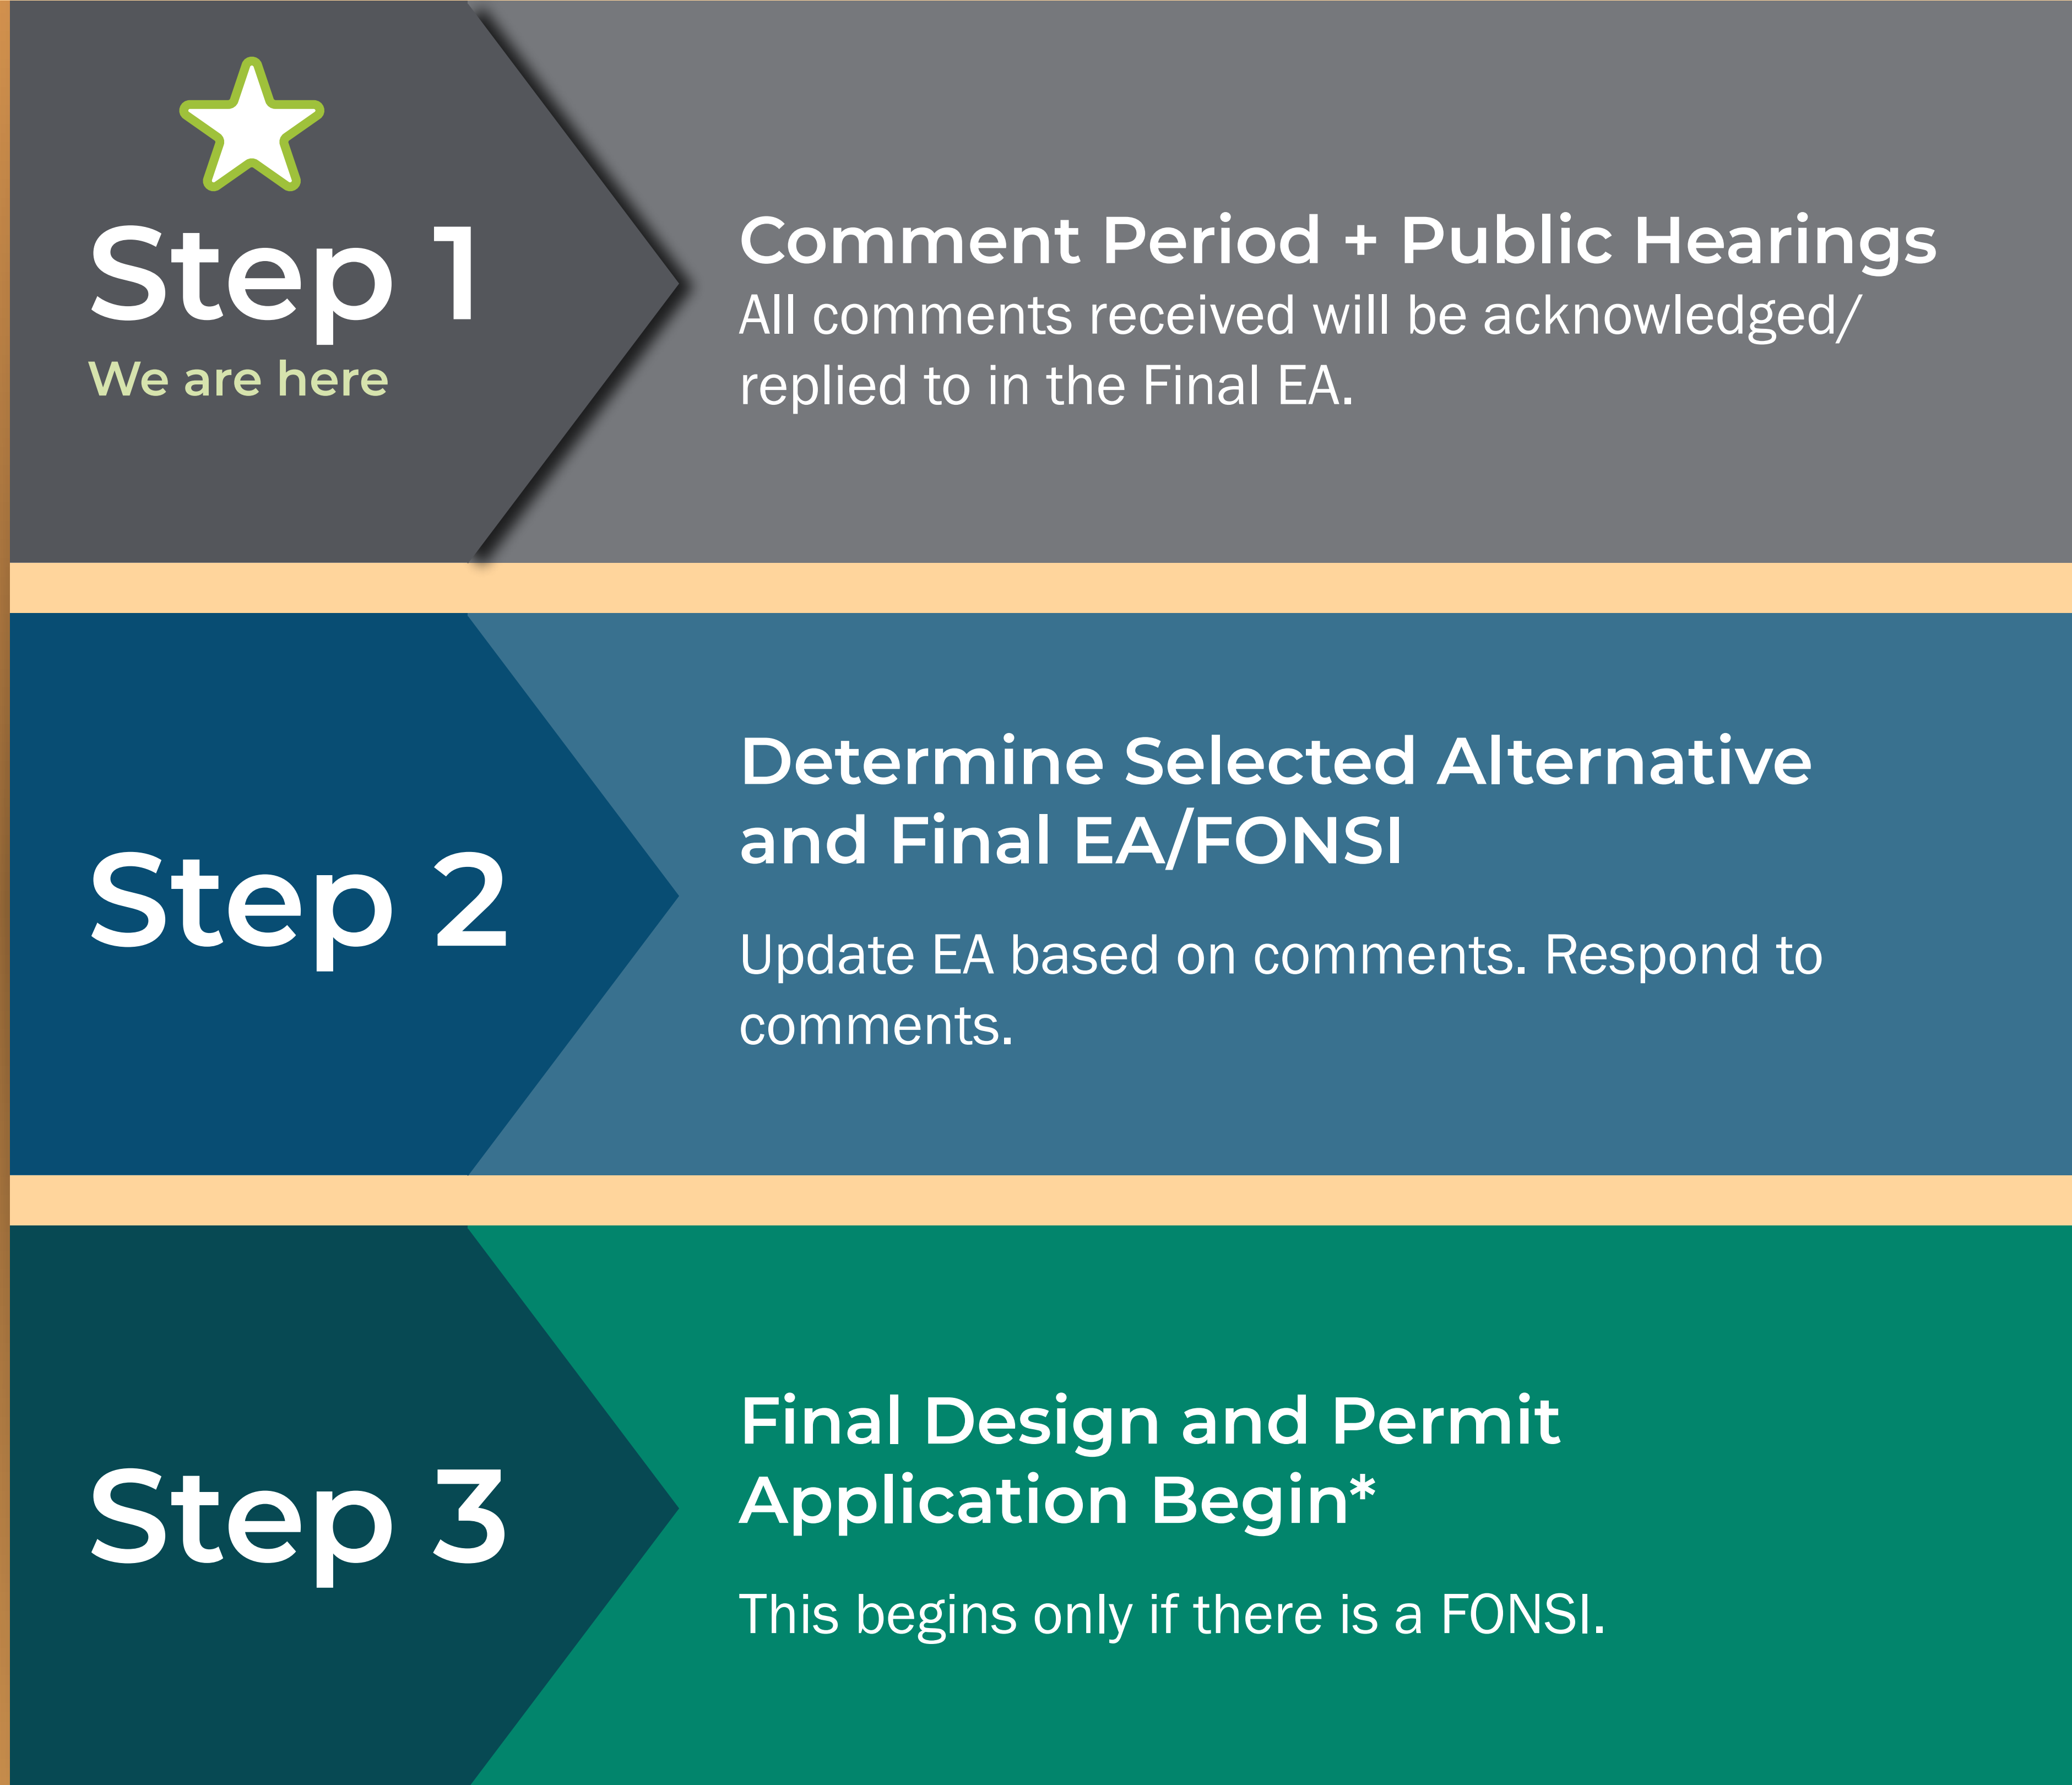 Step 1
We are here
Comment Period + Public Hearings
All comments received will be acknowledged/
replied to in the Final EA.
Step 2
Determine Selected Alternative
and Final EA/FONSI
Update EA based on comments. Respond to
comments.
Step 3
Final Design and Permit
Application Begin*
This begins only if there is a FONSI.